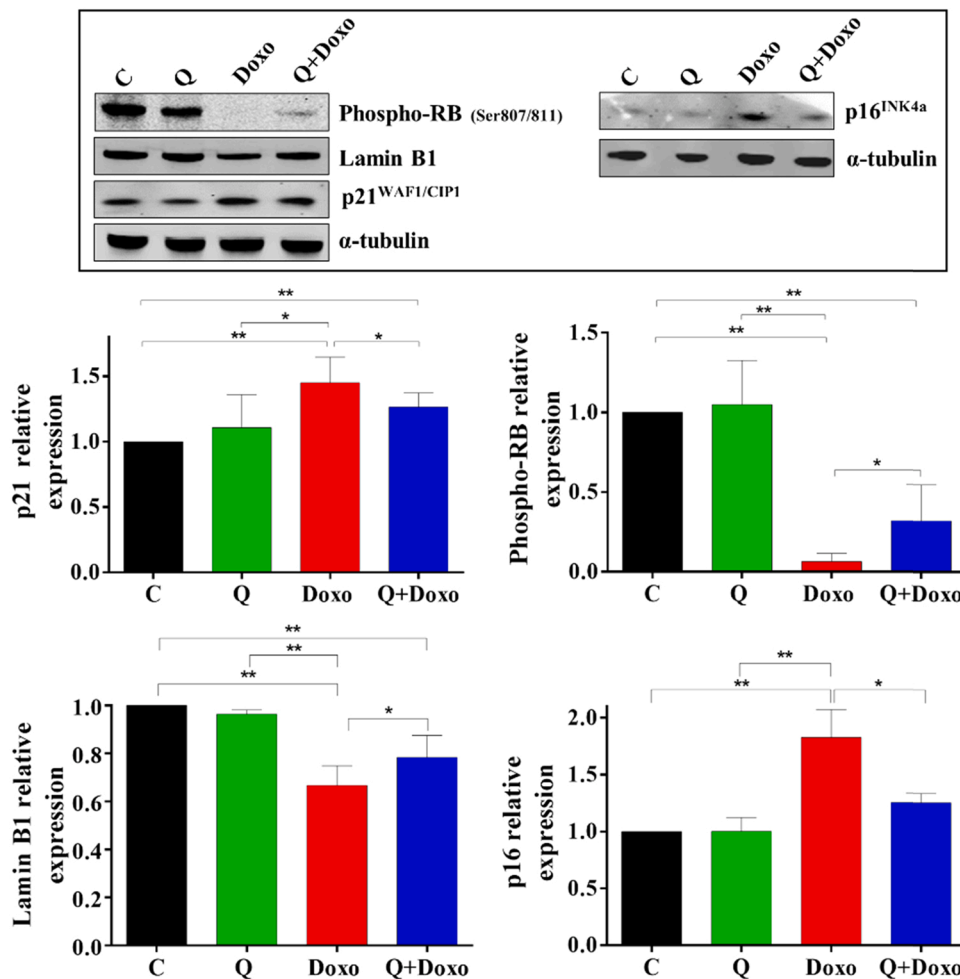 C Q Doxo Q+Doxo
Phospho-RB (Ser807/811)
Lamin B1
p21WAF1/CIP1
α-tubulin
C Q Doxo Q+Doxo
p16INK4a
α-tubulin
** * ** *
p21 relative
expression
1.5
1.0
0.5
0.0
C Q Doxo Q+Doxo
** ** ** *
Phospho-RB relative
expression
1.5
1.0
0.5
0.0
C Q Doxo Q+Doxo
** ** ** *
Lamin B1 relative
expression
1.0
0.8
0.6
0.4
0.2
0.0
C Q Doxo Q+Doxo
** ** *
p16 relative
expression
2.0
1.5
1.0
0.5
0.0
C Q Doxo Q+Doxo